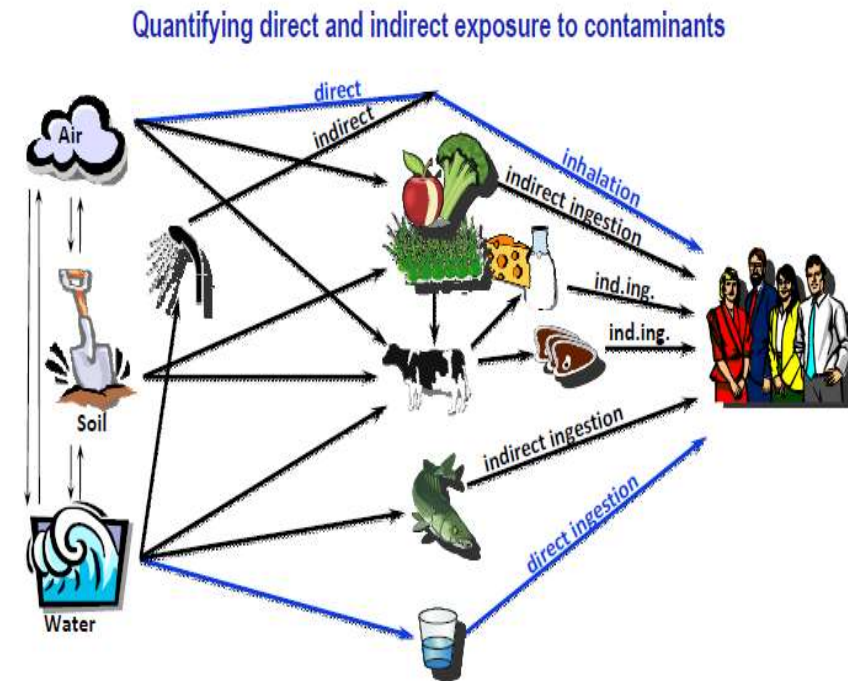 Quantifying direct and indirect exposure to contaminants
direct
indirect
Air
inhalation
indirect ingestion
ind.ing.
ind.ing.
Soil
indirect ingestion
direct ingestion
Water